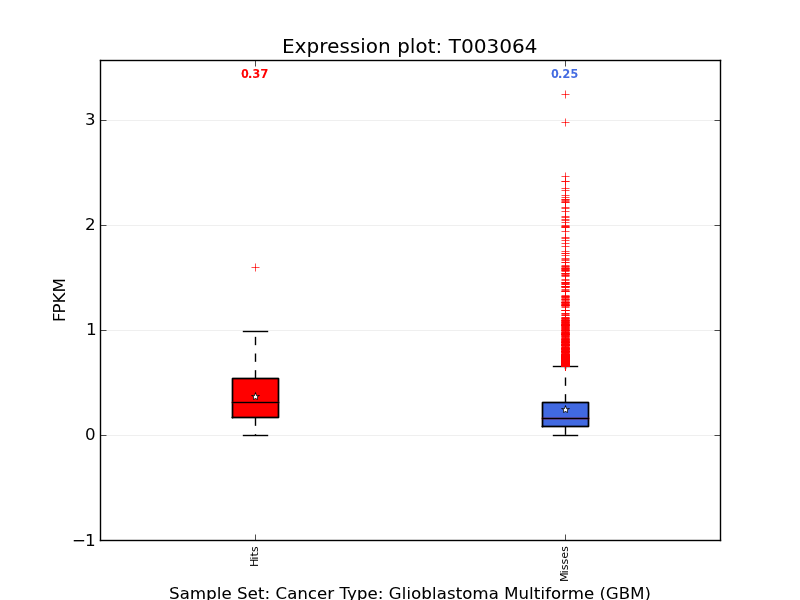 Expression plot: T003064
0.37 0.25
3
2
1
0
−1
FPKM
Hits Misses
Sample Set: Cancer Type: Glioblastoma Multiforme (GBM)